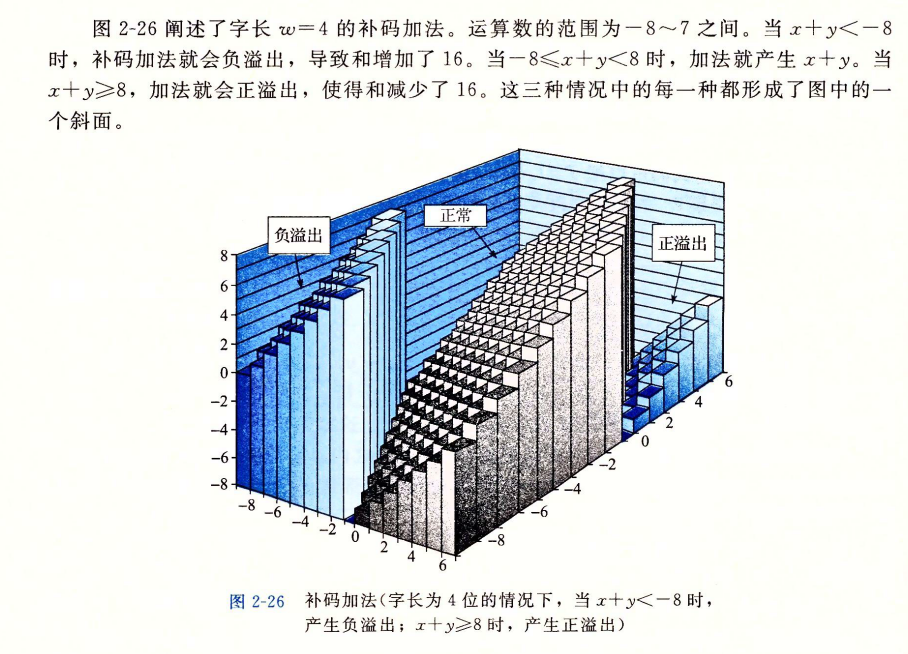 图 2-26 阐述了字长 w=4 的补码加法。运算数的范围为-8～7 之间。当 x+y<-8
时，补码加法就会负溢出，导致和增加了 16。当-8≤x+y<8 时，加法就产生 x+y。当
x+y≥8，加法就会正溢出，使得和减少了 16。这三种情况中的每一种都形成了图中的一
个斜面。
负溢出
正常
正溢出
8
6
4
2
0
-2
-4
-6
-8
-8
-6
-4
-2
0
2
4
6
-8
-6
-4
-2
0
2
4
6
图 2-26 补码加法(字长为 4 位的情况下，当 x+y<-8 时，
产生负溢出；x+y≥8 时，产生正溢出)